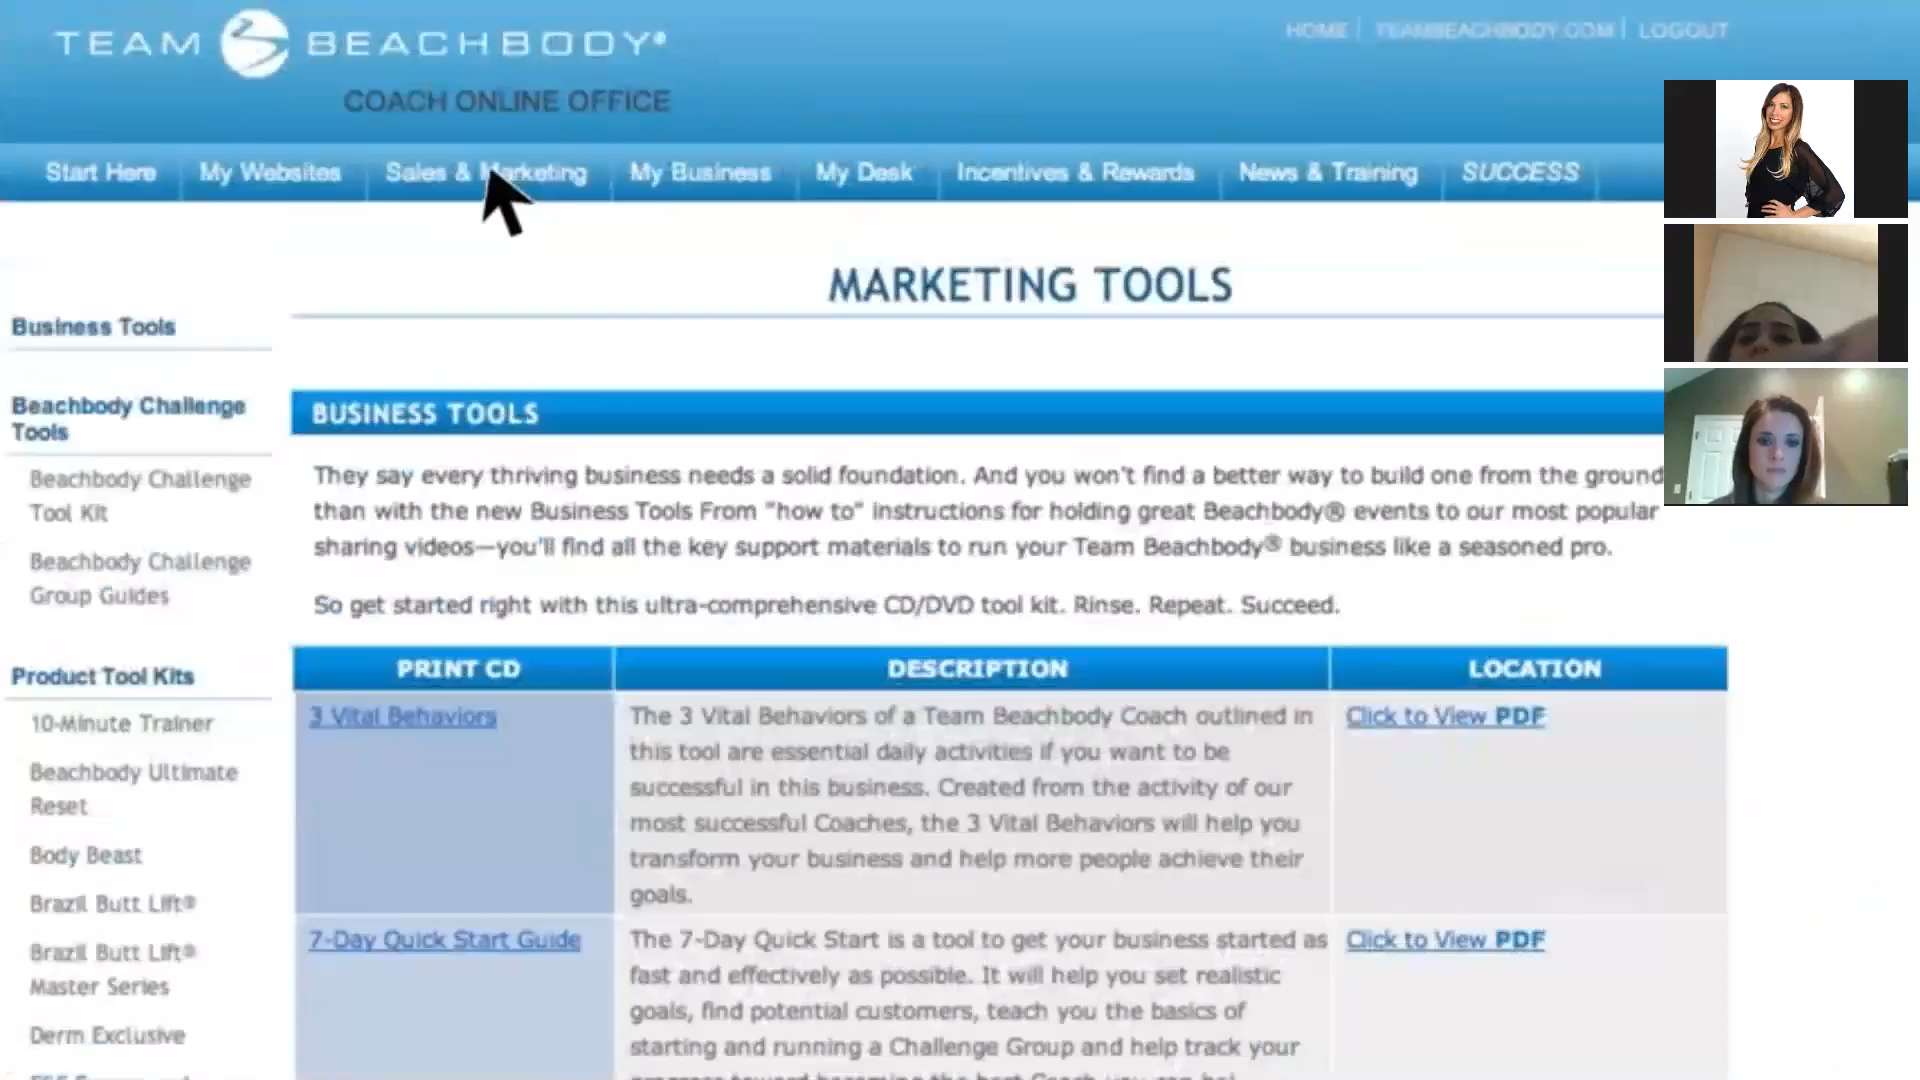 TEAM BEACHBODY®
COACH ONLINE OFFICE
HOME | TEAMBEACHBODY.COM | LOGOUT
Start Here
My Websites
Sales & Marketing
My Business
My Desk
Incentives & Rewards
News & Training
SUCCESS
MARKETING TOOLS
Business Tools
Beachbody Challenge
Tools
Beachbody Challenge
Tool Kit
Beachbody Challenge
Group Guides
Product Tool Kits
10-Minute Trainer
Beachbody Ultimate
Reset
Body Beast
Brazil Butt Lift®
Brazil Butt Lift®
Master Series
Derm Exclusive
BUSINESS TOOLS
They say every thriving business needs a solid foundation. And you won't find a better way to build one from the ground
than with the new Business Tools From "how to" instructions for holding great Beachbody® events to our most popular
sharing videos—you'll find all the key support materials to run your Team Beachbody® business like a seasoned pro.
So get started right with this ultra-comprehensive CD/DVD tool kit. Rinse. Repeat. Succeed.
PRINT CD
DESCRIPTION
LOCATION
3 Vital Behaviors
The 3 Vital Behaviors of a Team Beachbody Coach outlined in
this tool are essential daily activities if you want to be
successful in this business. Created from the activity of our
most successful Coaches, the 3 Vital Behaviors will help you
transform your business and help more people achieve their
goals.
Click to View PDF
7-Day Quick Start Guide
The 7-Day Quick Start is a tool to get your business started as
fast and effectively as possible. It will help you set realistic
goals, find potential customers, teach you the basics of
starting and running a Challenge Group and help track your
Click to View PDF